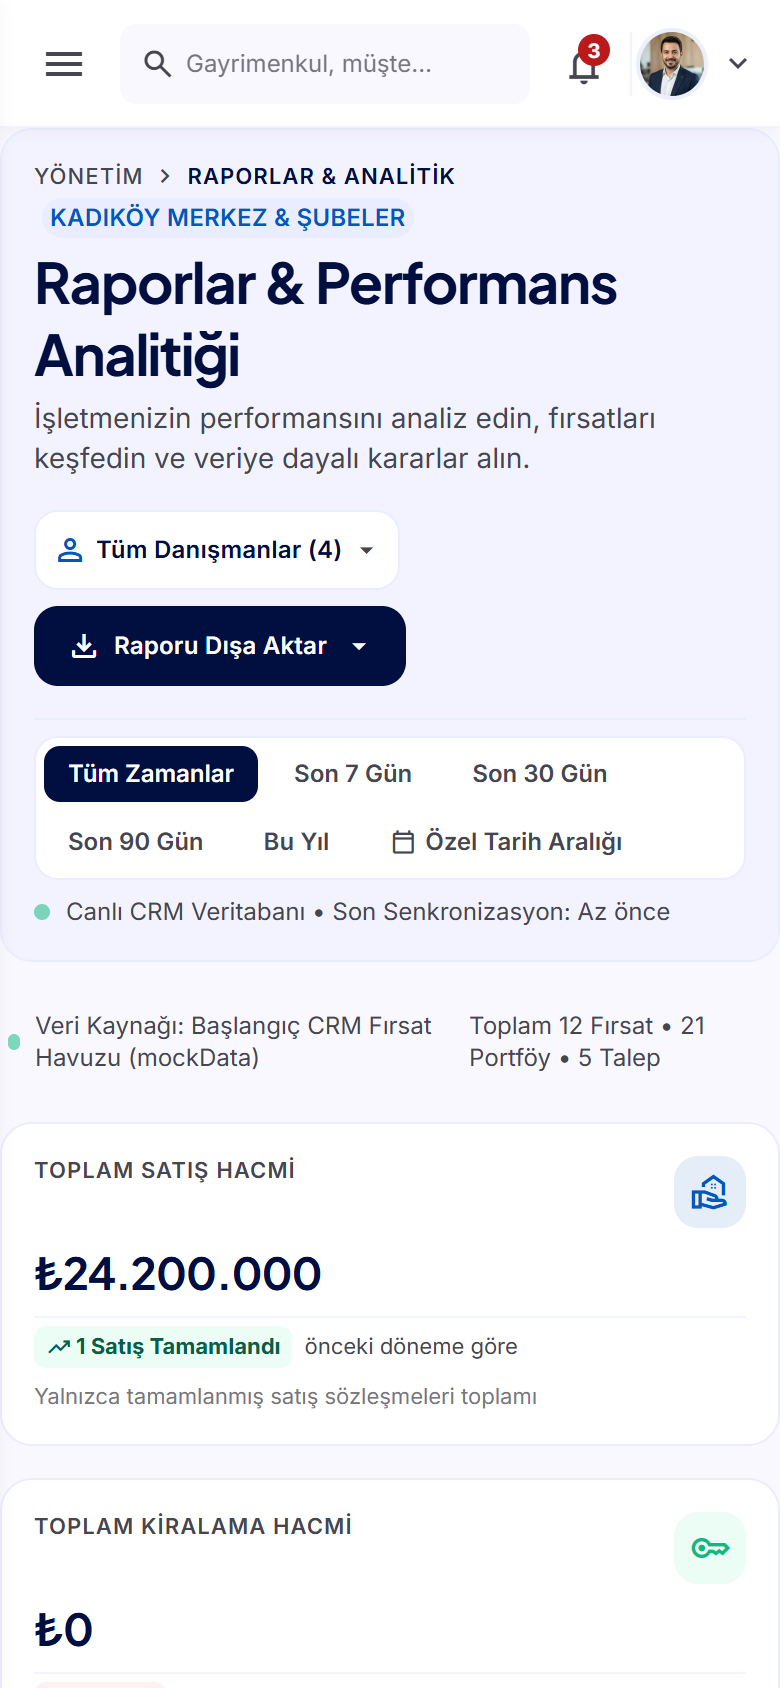 Gayrimenkul, müşte...
3
YÖNETİM > RAPORLAR & ANALİTİK
KADIKÖY MERKEZ & ŞUBELER
Raporlar & Performans
Analitiği
İşletmenizin performansını analiz edin, fırsatları
keşfedin ve veriye dayalı kararlar alın.
Tüm Danışmanlar (4)
Raporu Dışa Aktar
Tüm Zamanlar Son 7 Gün Son 30 Gün
Son 90 Gün Bu Yıl Özel Tarih Aralığı
Canlı CRM Veritabanı • Son Senkronizasyon: Az önce
Veri Kaynağı: Başlangıç CRM Fırsat
Havuzu (mockData)
Toplam 12 Fırsat • 21
Portföy • 5 Talep
TOPLAM SATIŞ HACMİ
₺24.200.000
1 Satış Tamamlandı önceki döneme göre
Yalnızca tamamlanmış satış sözleşmeleri toplamı
TOPLAM KİRALAMA HACMİ
₺0